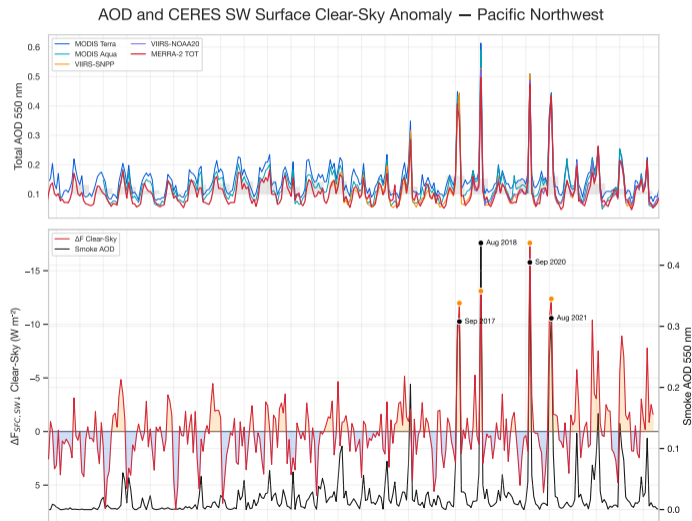 AOD and CERES SW Surface Clear-Sky Anomaly — Pacific Northwest
MODIS Terra
MODIS Aqua
VIIRS-SNPP
VIIRS-NOAA20
MERRA-2 TOT
Total AOD 550 nm
0.6
0.5
0.4
0.3
0.2
0.1
ΔF Clear-Sky
Smoke AOD
ΔF_SFC,SW↓ Clear-Sky (W m⁻²)
−15
−10
−5
0
5
Sep 2017
Aug 2018
Sep 2020
Aug 2021
0.4
0.3
0.2
0.1
0.0
Smoke AOD 550 nm